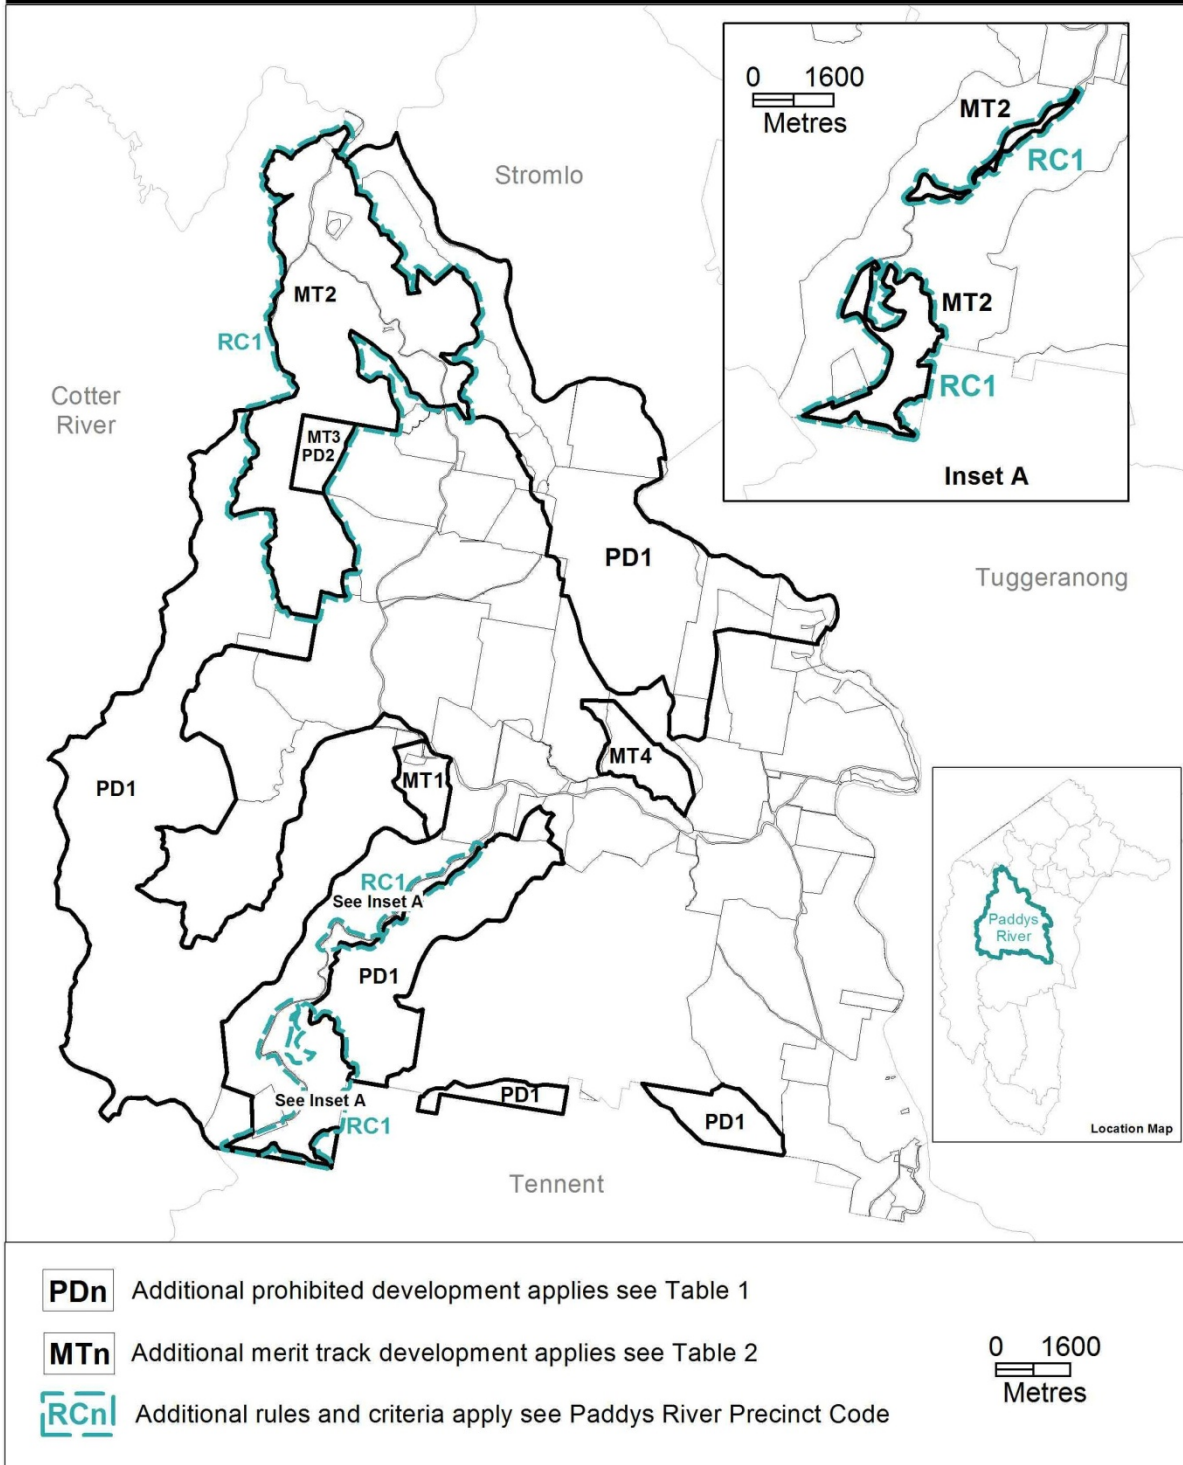 0 1600
Metres
MT2
RC1
MT2
RC1
Inset A
Stromlo
MT2
RC1
Cotter
River
MT3
PD2
PD1
Tuggeranong
PD1
MT4
MT1
RC1
See Inset A
PD1
Paddys
River
See Inset A
RC1
PD1
PD1
Location Map
Tennent
PDn Additional prohibited development applies see Table 1
MTn Additional merit track development applies see Table 2
RCn Additional rules and criteria apply see Paddys River Precinct Code
0 1600
Metres